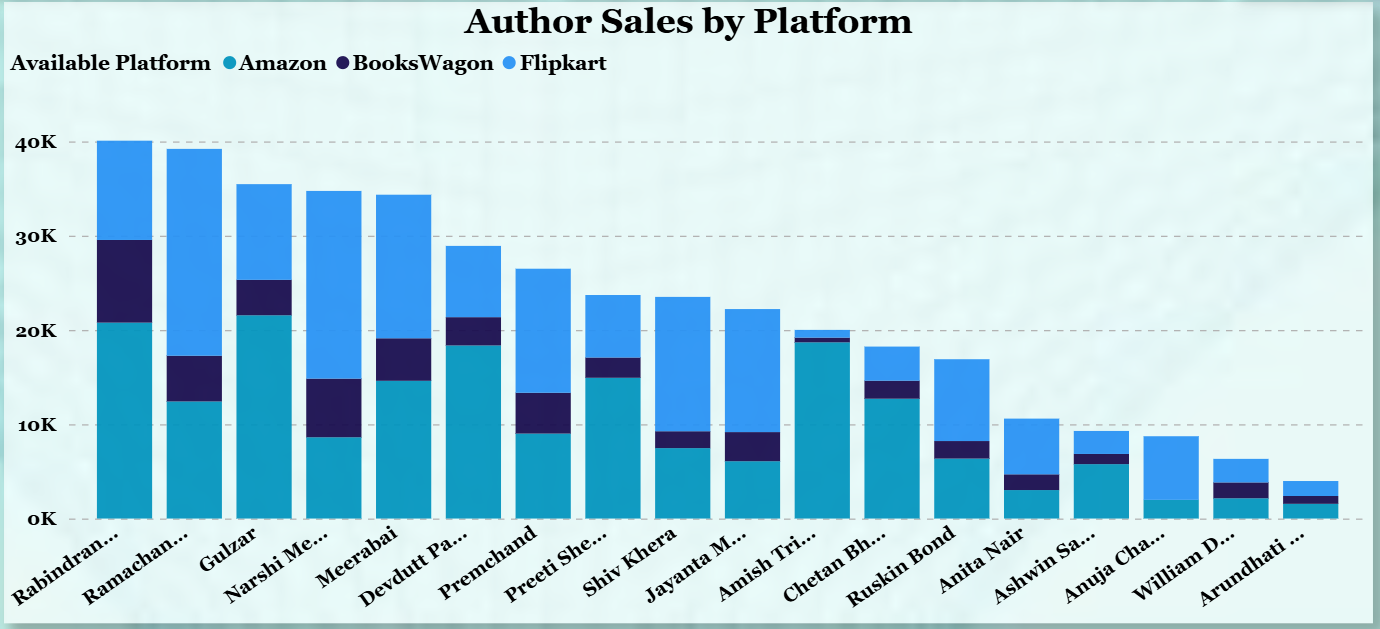 Author Sales by Platform
Available Platform Amazon BooksWagon Flipkart
40K
30K
20K
10K
0K
Rabindran...
Ramachan...
Gulzar
Narshi Me...
Meerabai
Devdutt Pa...
Premchand
Preeti She...
Shiv Khera
Jayanta M...
Amish Tri...
Chetan Bh...
Ruskin Bond
Anita Nair
Ashwin Sa...
Anuja Cha...
William D...
Arundhati ...